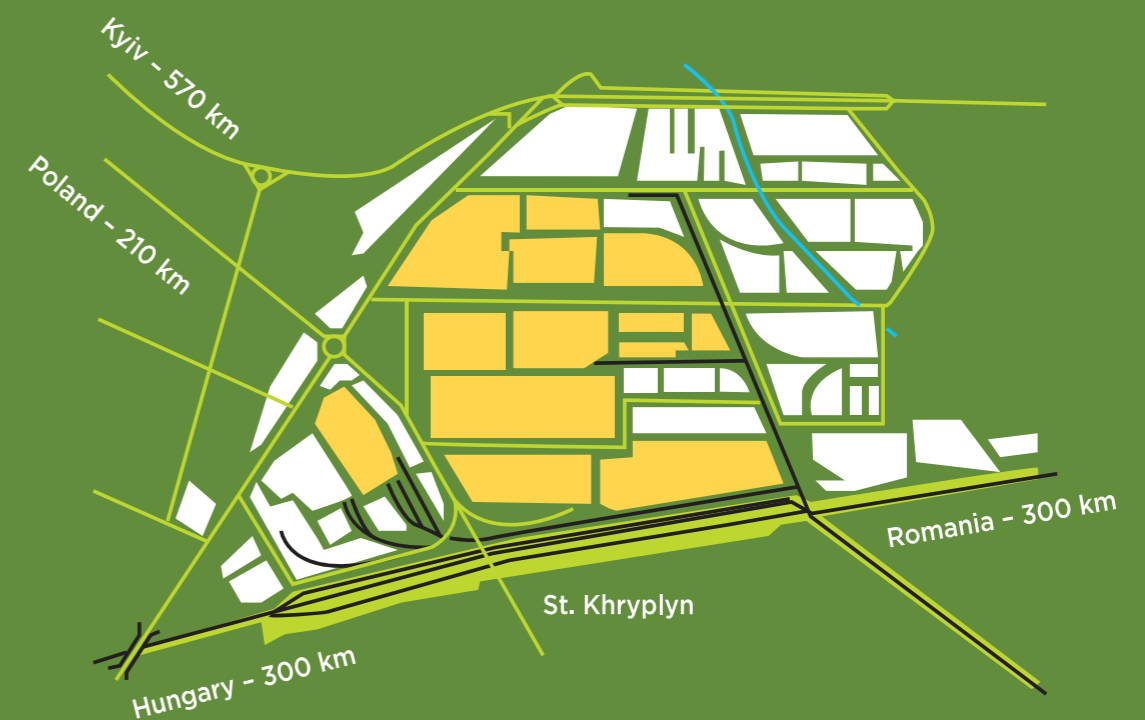 Kyiv – 570 km
Poland – 210 km
Romania – 300 km
St. Khryplyn
Hungary – 300 km